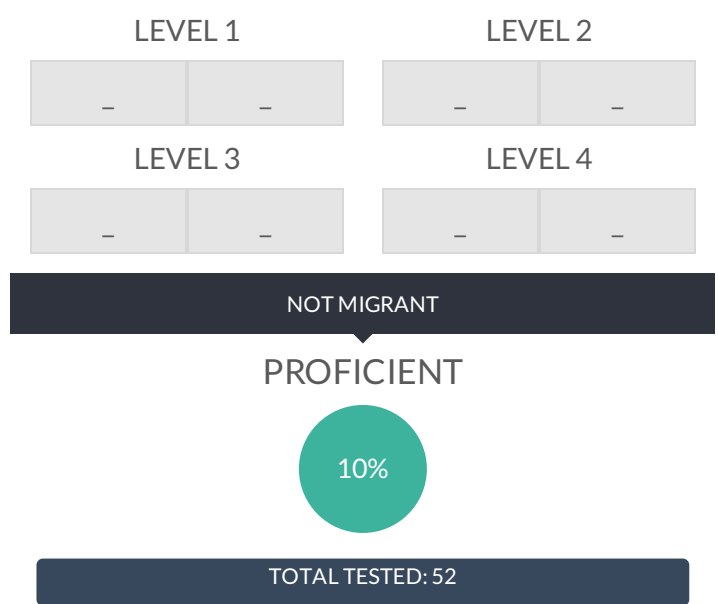 LEVEL 1 LEVEL 2
– – – –
LEVEL 3 LEVEL 4
– – – –
NOT MIGRANT
PROFICIENT
10%
TOTAL TESTED: 52